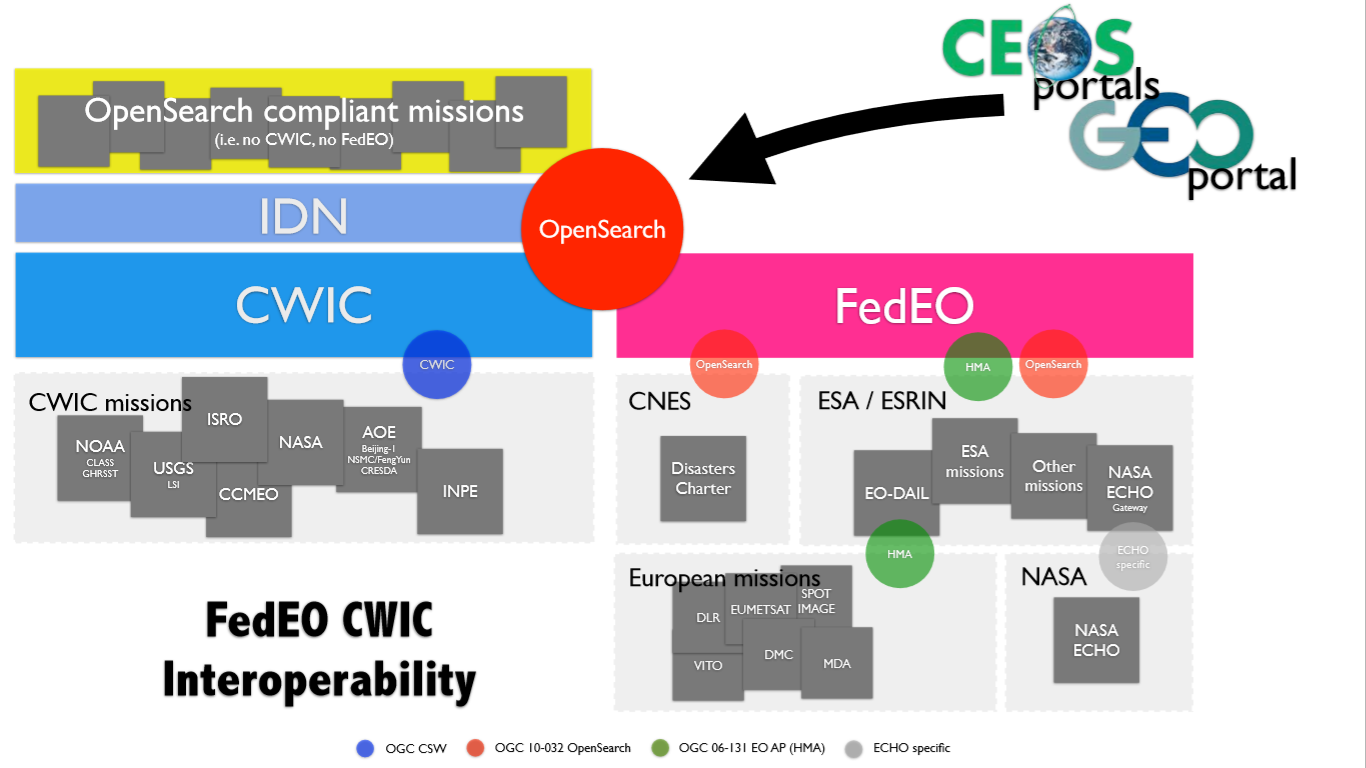 CEOS
portals
GEO
portal
OpenSearch compliant missions
(i.e. no CWIC, no FedEO)
IDN
OpenSearch
CWIC
FedEO
CWIC
OpenSearch
HMA
OpenSearch
CWIC missions
NOAA
CLASS
GHRSST
USGS
LSI
ISRO
CCMEO
NASA
AOE
Beijing-1
NSMC/FengYun
CRESDA
INPE
CNES
Disasters
Charter
ESA / ESRIN
EO-DAIL
ESA
missions
Other
missions
NASA
ECHO
Gateway
HMA
ECHO
specific
European missions
DLR
EUMETSAT
SPOT
IMAGE
VITO
DMC
MDA
NASA
NASA
ECHO
FedEO CWIC
Interoperability
OGC CSW
OGC 10-032 OpenSearch
OGC 06-131 EO AP (HMA)
ECHO specific